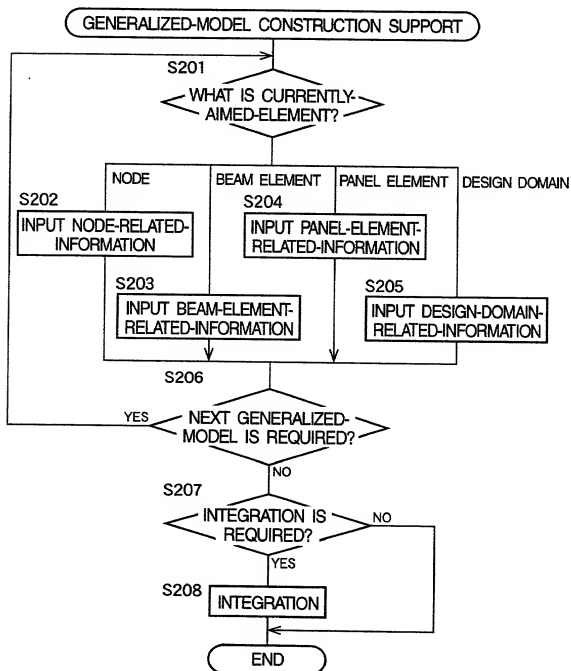 GENERALIZED-MODEL CONSTRUCTION SUPPORT
S201
WHAT IS CURRENTLY-
AIMED-ELEMENT?
NODE
BEAM ELEMENT
PANEL ELEMENT
DESIGN DOMAIN
S202
INPUT NODE-RELATED-
INFORMATION
S204
INPUT PANEL-ELEMENT-
RELATED-INFORMATION
S203
INPUT BEAM-ELEMENT-
RELATED-INFORMATION
S205
INPUT DESIGN-DOMAIN-
RELATED-INFORMATION
S206
YES
NEXT GENERALIZED-
MODEL IS REQUIRED?
NO
S207
INTEGRATION IS
REQUIRED?
NO
YES
S208
INTEGRATION
END